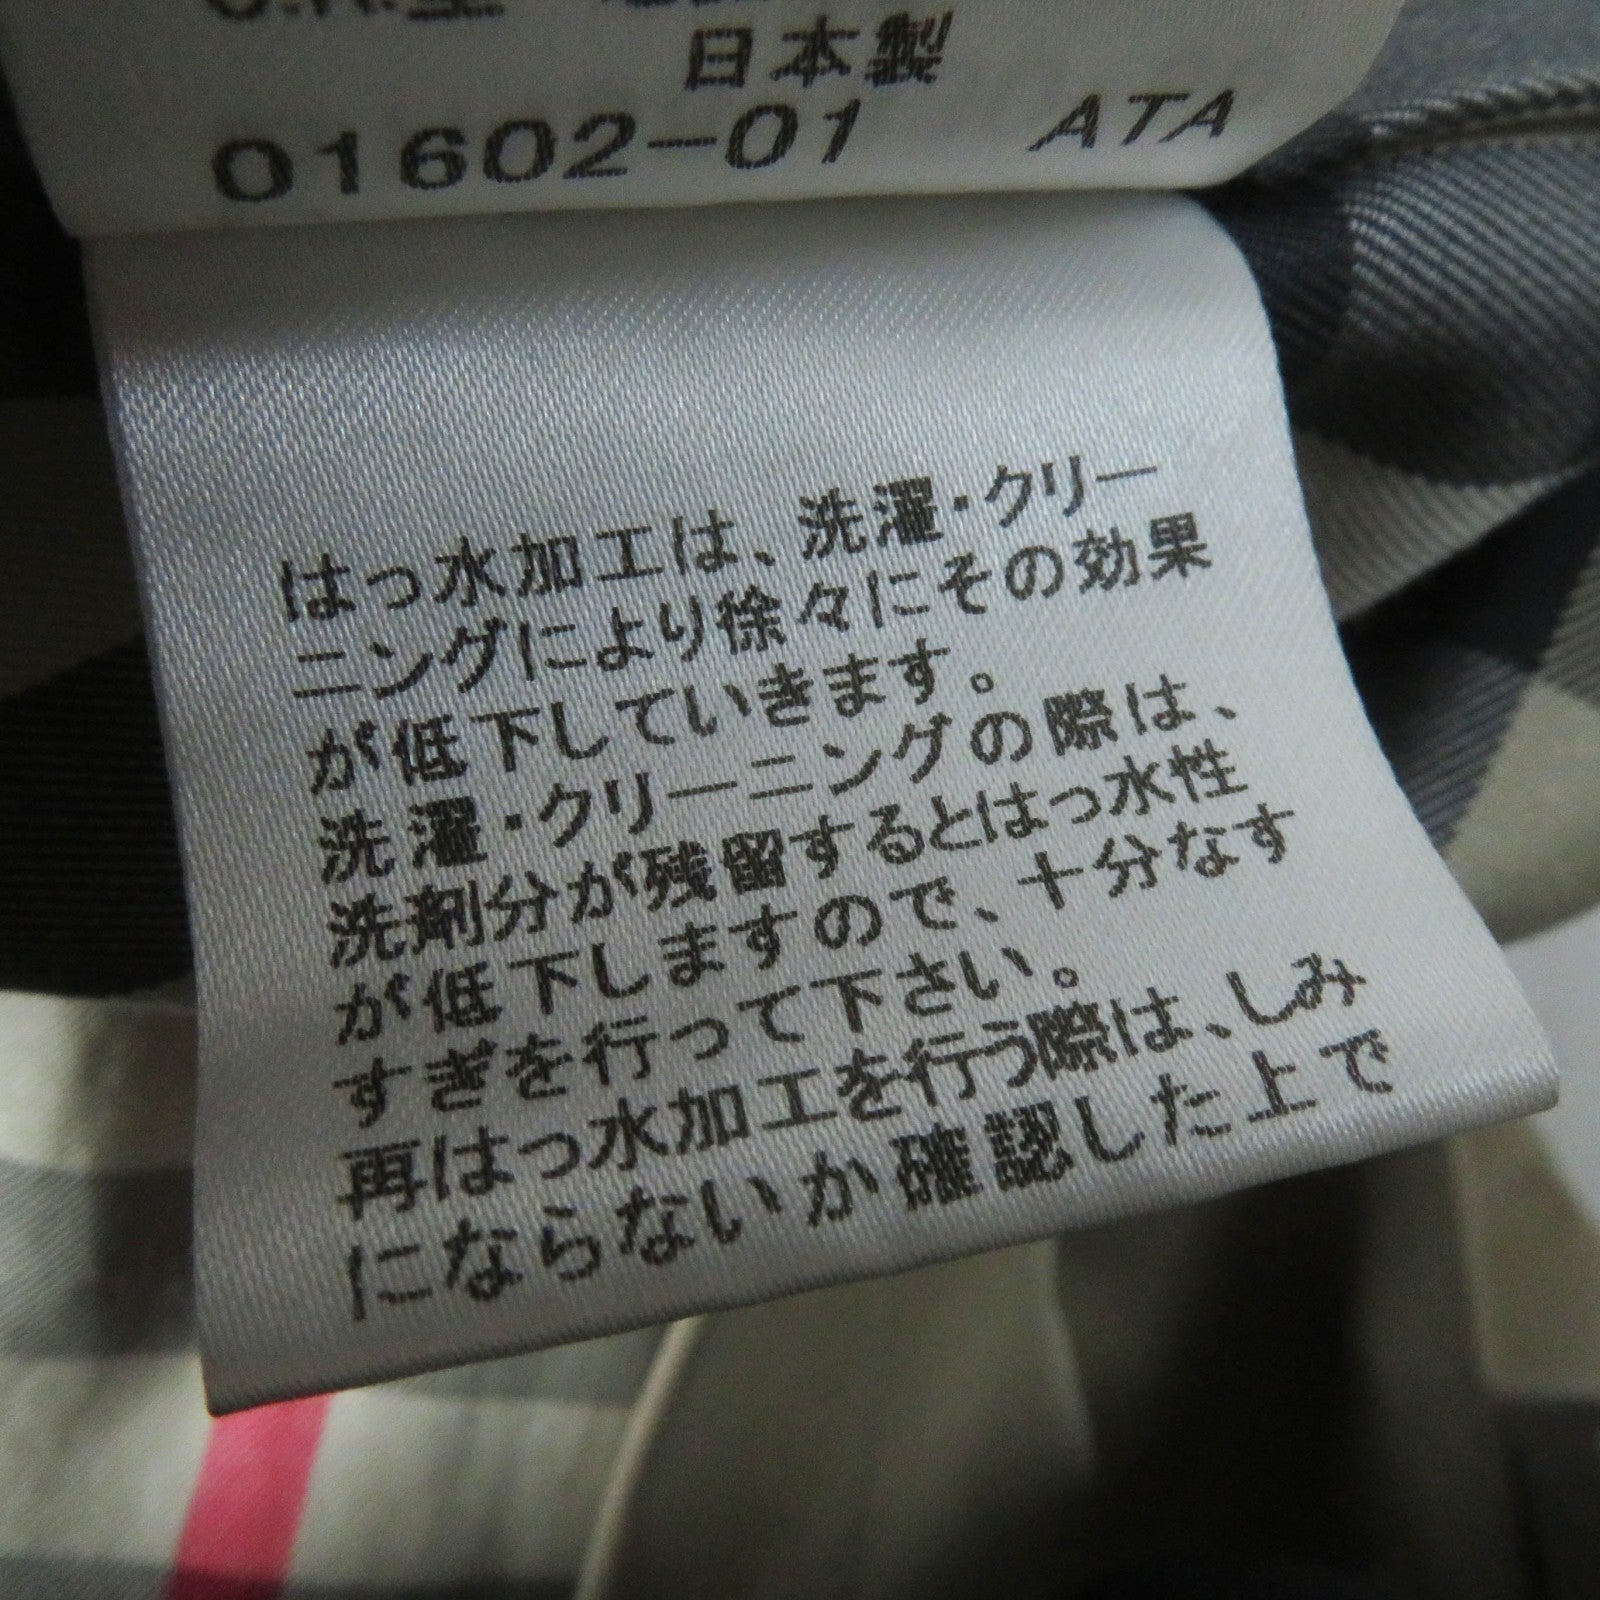 日本製
01602-01 ATA
はっ水加工は、洗濯・クリー
ニングにより徐々にその効果
が低下していきます。
洗濯・クリーニングの際は、
洗剤分が残留するとはっ水性
が低下しますので、十分なす
すぎを行って下さい。
再はっ水加工を行う際は、しみ
にならないか確認した上で